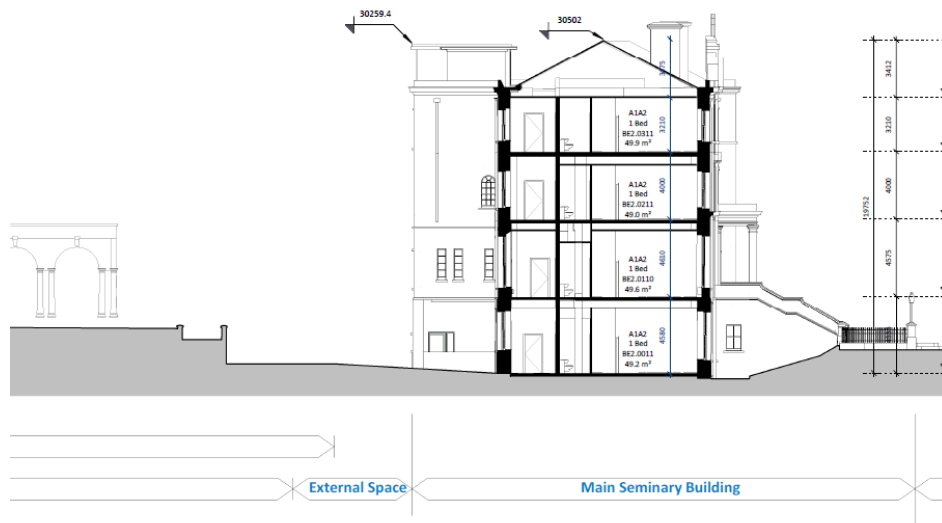 30259.4
30502
3412
3210
4000
19752
4575
A1A2
1 Bed
BE2.0311
49.9 m²
3210
A1A2
1 Bed
BE2.0211
49.0 m²
4000
A1A2
1 Bed
BE2.0110
49.6 m²
4610
A1A2
1 Bed
BE2.0011
49.2 m²
4580
External Space
Main Seminary Building